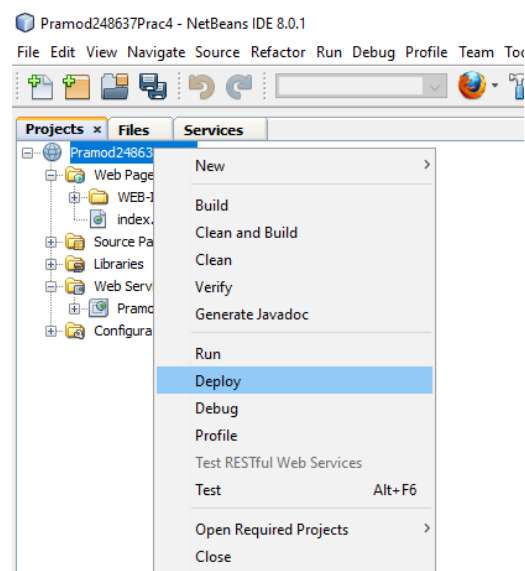 Pramod248637Prac4 - NetBeans IDE 8.0.1
File Edit View Navigate Source Refactor Run Debug Profile Team
Projects × Files Services
Pramod24863
Web Page
WEB-I
index.
Source Pa
Libraries
Web Servi
Pramo
Configura
New
Build
Clean and Build
Clean
Verify
Generate Javadoc
Run
Deploy
Debug
Profile
Test RESTful Web Services
Test Alt+F6
Open Required Projects
Close